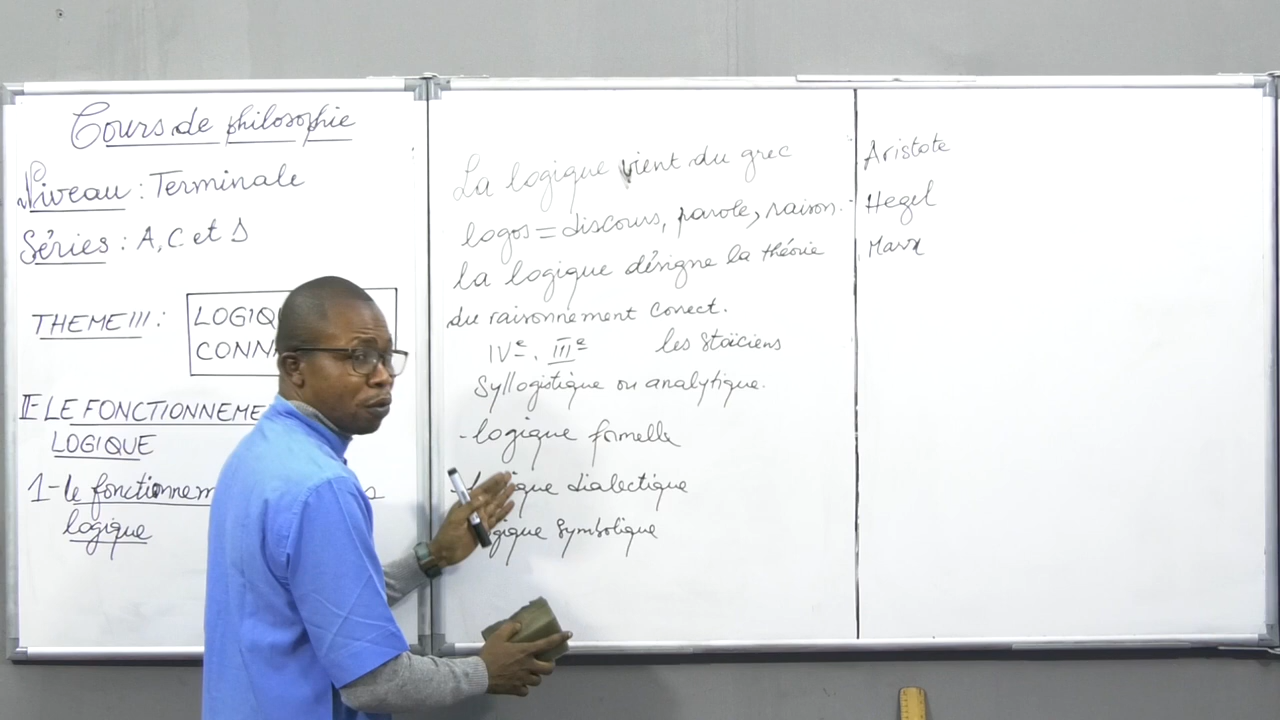 Cours de philosophie
Niveau : Terminale
Séries : A, C et D
THEME III :
LOGIQ
CONN
II-LE FONCTIONNEME
LOGIQUE
1-le fonctionnem
logique
La logique vient du grec
logos = discours, parole, raison.
la logique désigne la théorie
du raisonnement correct.
IVe, IIIe les Stoïciens
Syllogistique ou analytique.
- logique formelle
que dialectique
gique symbolique
Aristote
Hegel
Marx